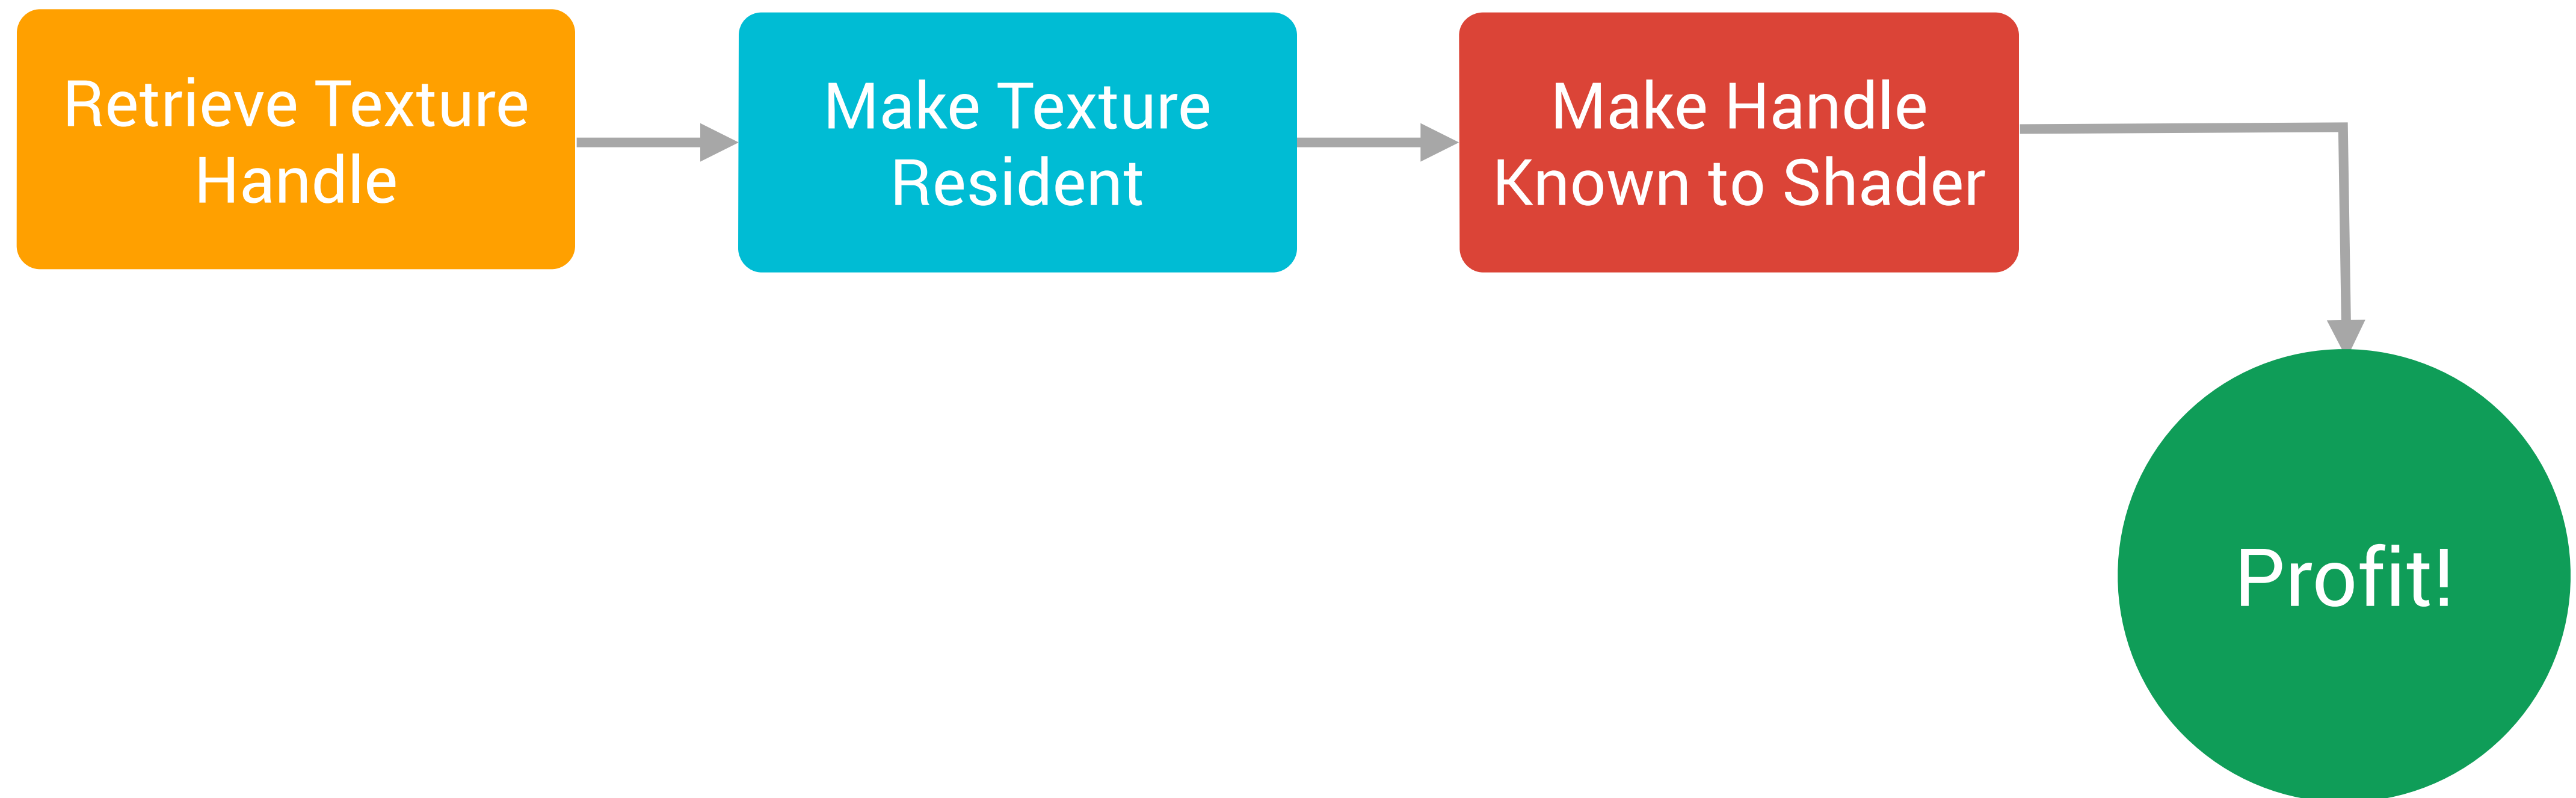 Retrieve Texture
Handle
Make Texture
Resident
Make Handle
Known to Shader
Profit!